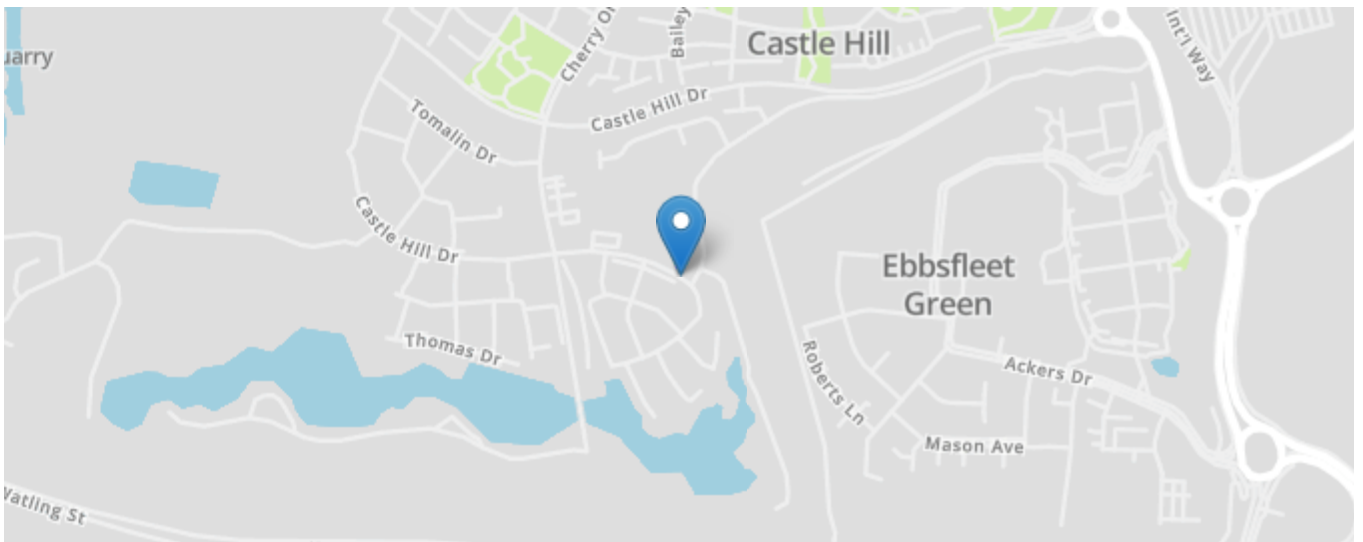 uarry
Cherry Or
Bailey
Castle Hill
Int'l Way
Castle Hill Dr
Tomalin Dr
Castle Hill Dr
Ebbsfleet
Green
Thomas Dr
Roberts Ln
Ackers Dr
Mason Ave
Watling St